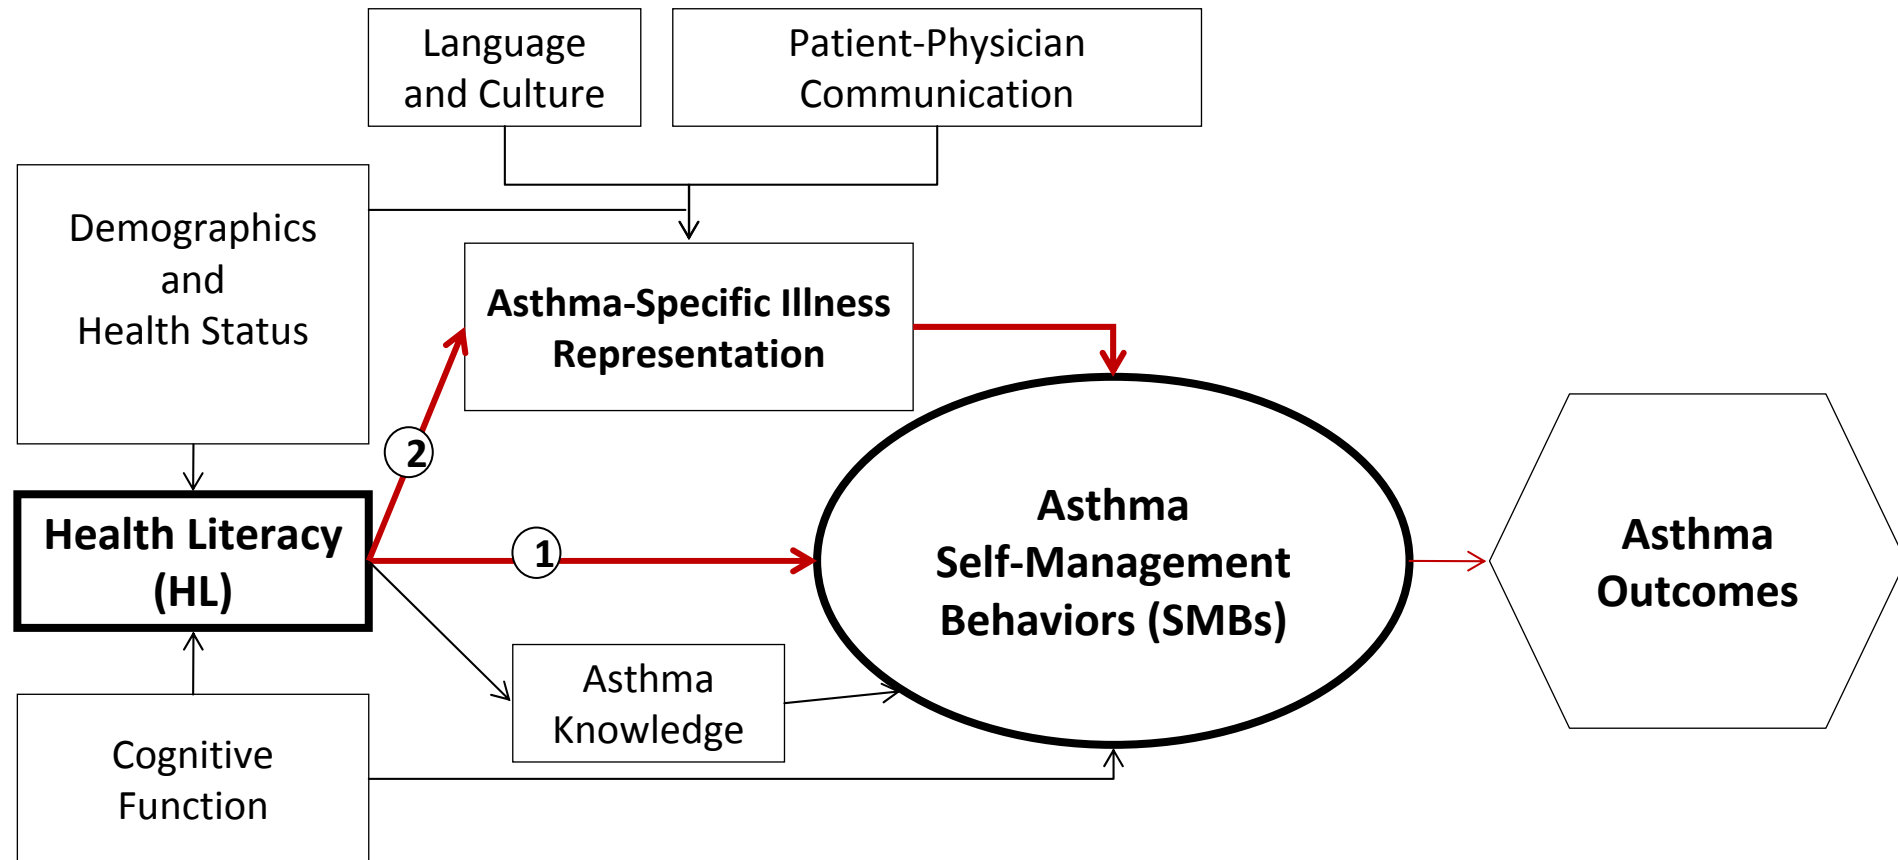 Language
and Culture
Patient-Physician
Communication
Demographics
and
Health Status
Asthma-Specific Illness
Representation
2
Health Literacy
(HL)
1
Asthma
Self-Management
Behaviors (SMBs)
Asthma
Outcomes
Asthma
Knowledge
Cognitive
Function